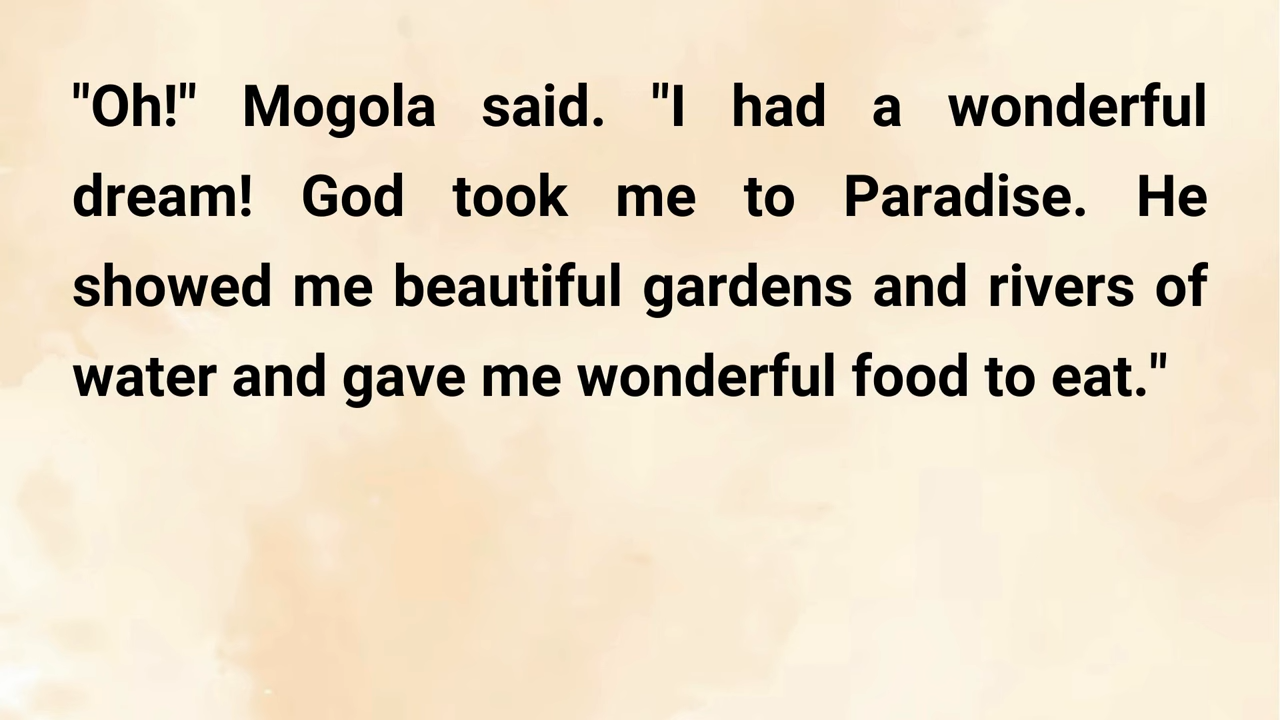 "Oh!" Mogola said. "I had a wonderful
dream! God took me to Paradise. He
showed me beautiful gardens and rivers of
water and gave me wonderful food to eat."